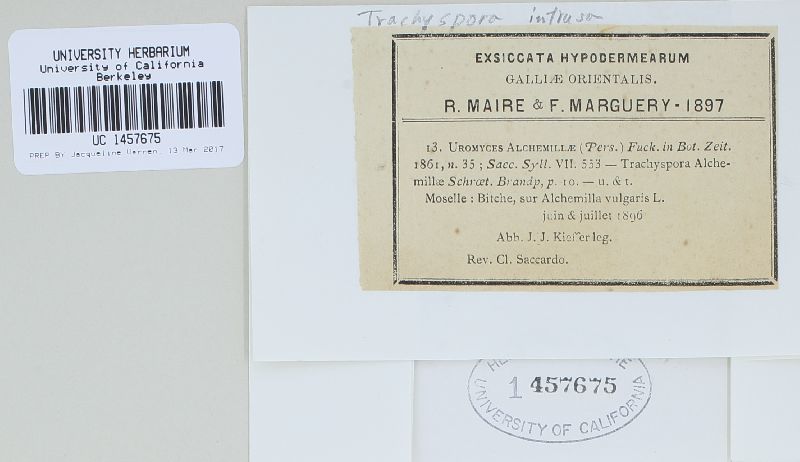 Trachyspora intrusa
UNIVERSITY HERBARIUM
University of California
Berkeley
UC 1457675
PREP BY Jacqueline Warren, 13 Mar 2017
EXSICCATA HYPODERMEARUM
GALLIÆ ORIENTALIS.
R. MAIRE & F. MARGUERY - 1897
13. UROMYCES ALCHEMILLÆ (Pers.) Fuck. in Bot. Zeit.
1861, n. 35 ; Sacc. Syll. VII. 553 — Trachyspora Alche-
millæ Schrœt. Brandp, p. 10. — u. & t.
Moselle : Bitche, sur Alchemilla vulgaris L.
juin & juillet 1896
Abb. J. J. Kieffer leg.
Rev. Cl. Saccardo.
1457675
UNIVERSITY OF CALIFORNIA